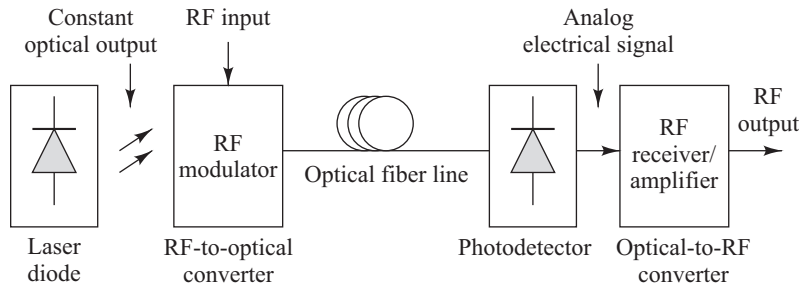 Constant
optical output
RF input
Analog
electrical signal
RF
modulator
Optical fiber line
RF
receiver/
amplifier
RF
output
Laser
diode
RF-to-optical
converter
Photodetector
Optical-to-RF
converter